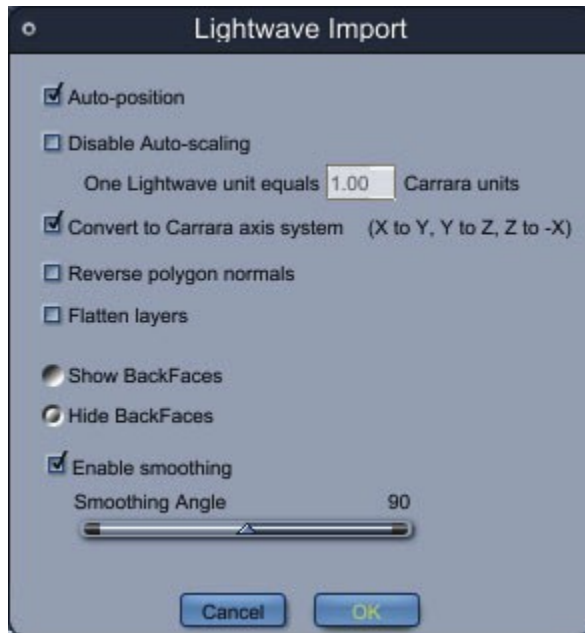 Lightwave Import
Auto-position
Disable Auto-scaling
One Lightwave unit equals 1.00 Carrara units
Convert to Carrara axis system (X to Y, Y to Z, Z to -X)
Reverse polygon normals
Flatten layers
Show BackFaces
Hide BackFaces
Enable smoothing
Smoothing Angle 90
Cancel OK